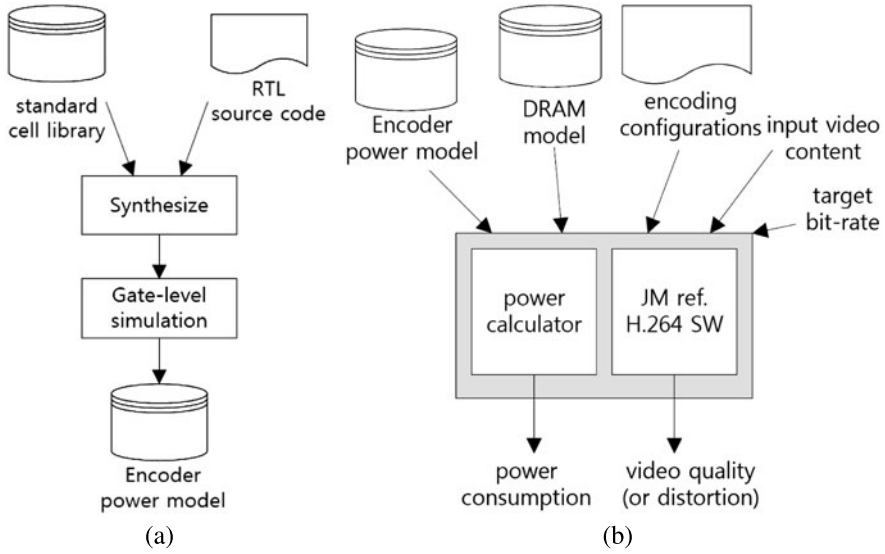 standard
cell library
RTL
source code
Synthesize
Gate-level
simulation
Encoder
power model
(a)
Encoder
power model
DRAM
model
encoding
configurations
input video
content
target
bit-rate
power
calculator
JM ref.
H.264 SW
power
consumption
video quality
(or distortion)
(b)